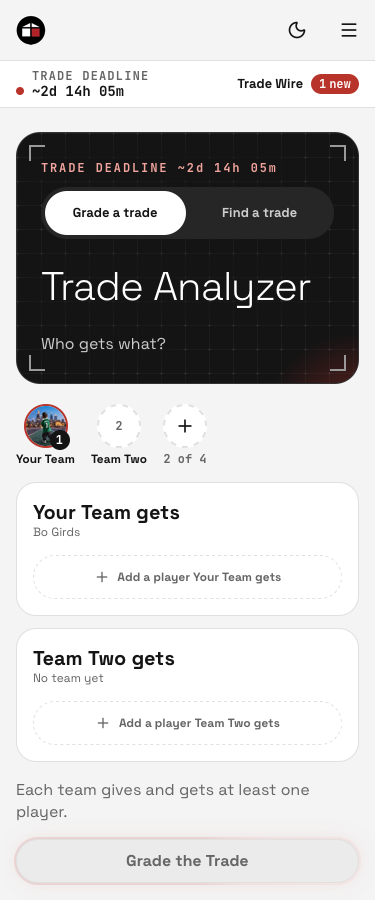 TRADE DEADLINE
~2d 14h 05m
Trade Wire
1 new
TRADE DEADLINE ~2d 14h 05m
Grade a trade
Find a trade
Trade Analyzer
Who gets what?
1
2
Your Team
Team Two
2 of 4
Your Team gets
Bo Girds
Add a player Your Team gets
Team Two gets
No team yet
Add a player Team Two gets
Each team gives and gets at least one
player.
Grade the Trade